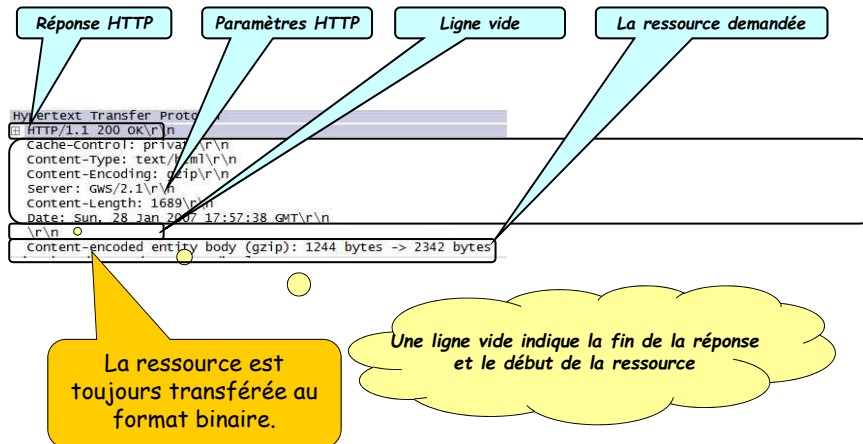 Réponse HTTP
Paramètres HTTP
Ligne vide
La ressource demandée
Hypertext Transfer Protocol
HTTP/1.1 200 OK\r\n
Cache-Control: private\r\n
Content-Type: text/html\r\n
Content-Encoding: gzip\r\n
Server: GWS/2.1\r\n
Content-Length: 1689\r\n
Date: Sun, 28 Jan 2007 17:57:38 GMT\r\n
\r\n
Content-encoded entity body (gzip): 1244 bytes -> 2342 bytes
La ressource est
toujours transférée au
format binaire.
Une ligne vide indique la fin de la réponse
et le début de la ressource